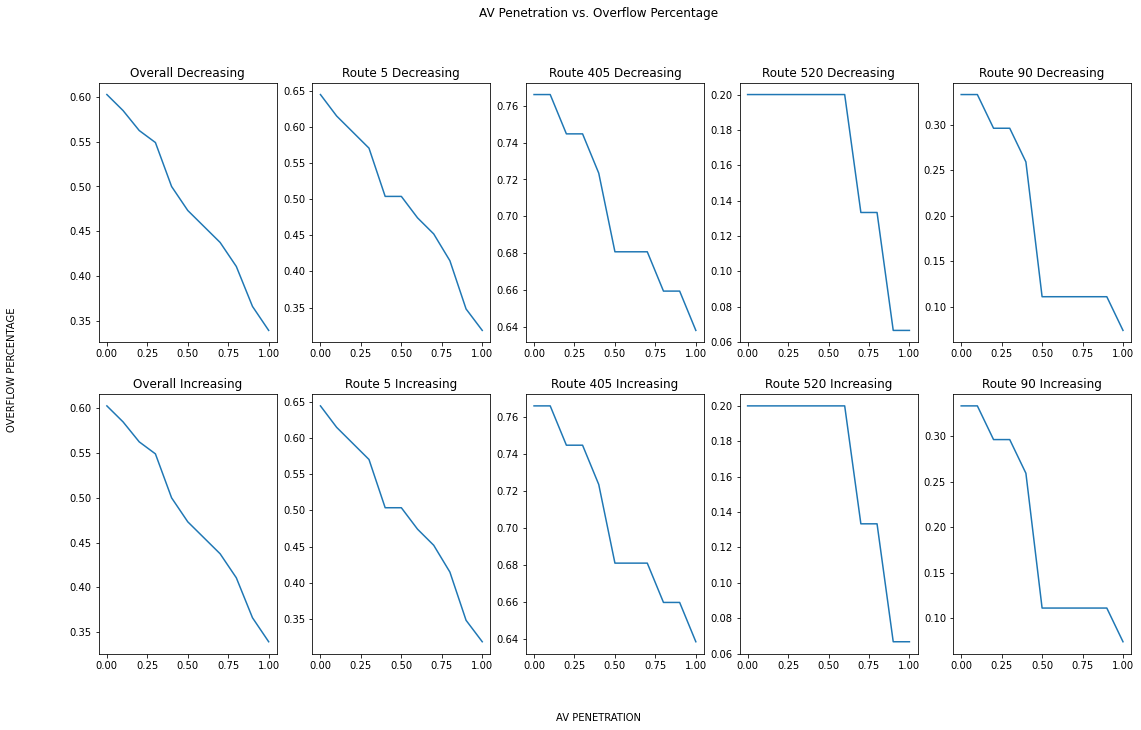 AV Penetration vs. Overflow Percentage
Overall Decreasing
0.60
0.55
0.50
0.45
0.40
0.35
0.00 0.25 0.50 0.75 1.00
Route 5 Decreasing
0.65
0.60
0.55
0.50
0.45
0.40
0.35
0.00 0.25 0.50 0.75 1.00
Route 405 Decreasing
0.76
0.74
0.72
0.70
0.68
0.66
0.64
0.00 0.25 0.50 0.75 1.00
Route 520 Decreasing
0.20
0.18
0.16
0.14
0.12
0.10
0.08
0.06
0.00 0.25 0.50 0.75 1.00
Route 90 Decreasing
0.30
0.25
0.20
0.15
0.10
0.00 0.25 0.50 0.75 1.00
OVERFLOW PERCENTAGE
Overall Increasing
0.60
0.55
0.50
0.45
0.40
0.35
0.00 0.25 0.50 0.75 1.00
Route 5 Increasing
0.65
0.60
0.55
0.50
0.45
0.40
0.35
0.00 0.25 0.50 0.75 1.00
Route 405 Increasing
0.76
0.74
0.72
0.70
0.68
0.66
0.64
0.00 0.25 0.50 0.75 1.00
Route 520 Increasing
0.20
0.18
0.16
0.14
0.12
0.10
0.08
0.06
0.00 0.25 0.50 0.75 1.00
Route 90 Increasing
0.30
0.25
0.20
0.15
0.10
0.00 0.25 0.50 0.75 1.00
AV PENETRATION